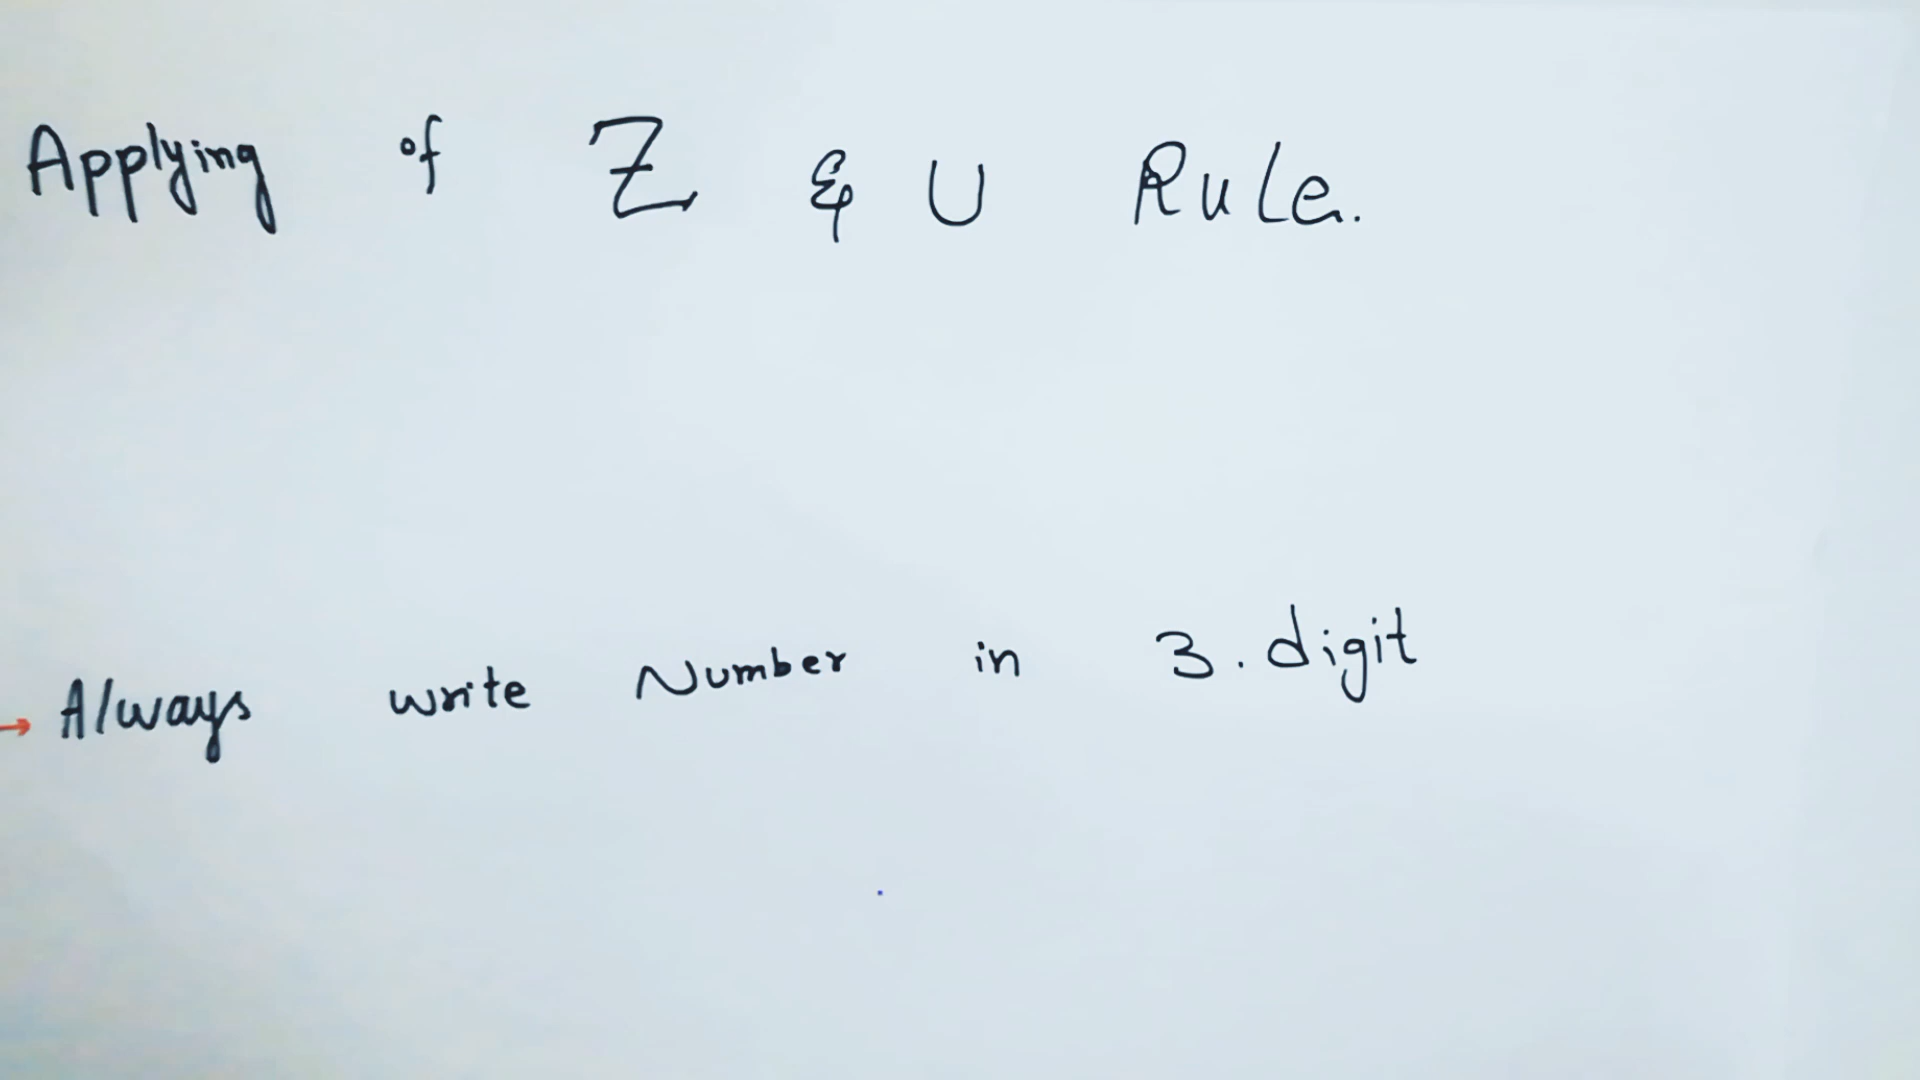 Applying of Z & U Rule.
→ Always write Number in 3. digit